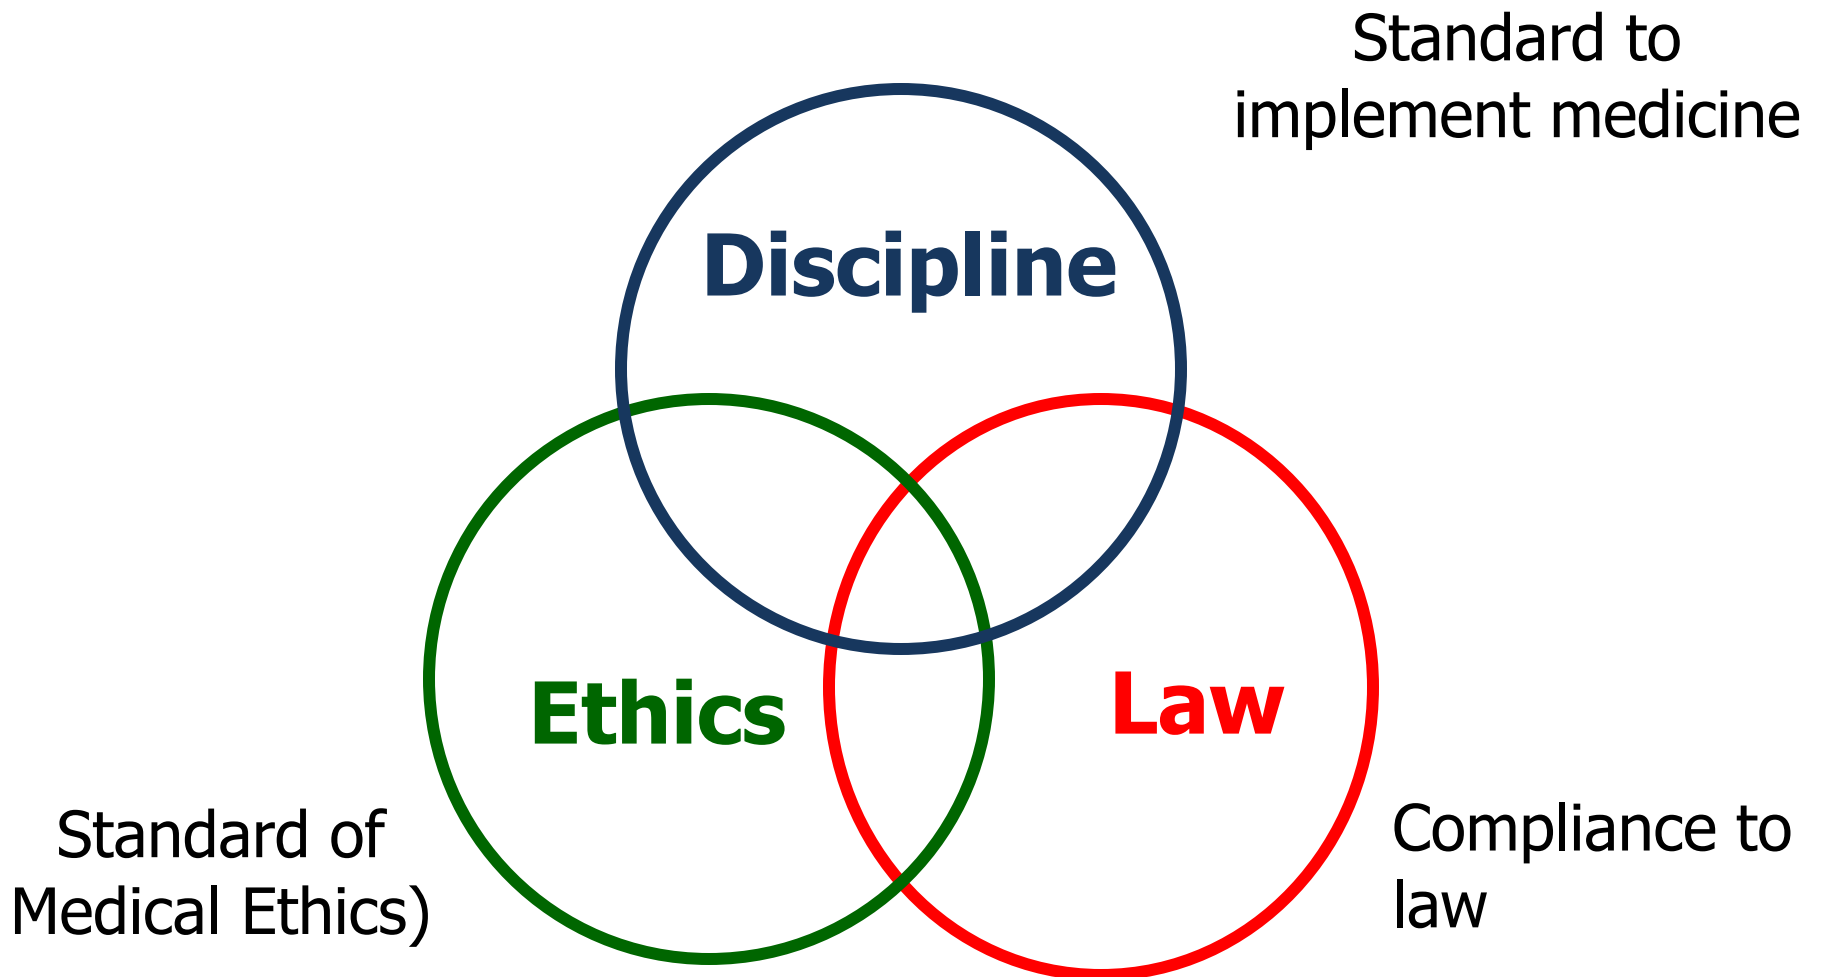 Standard to
implement medicine
Discipline
Ethics
Law
Standard of
Medical Ethics)
Compliance to
law